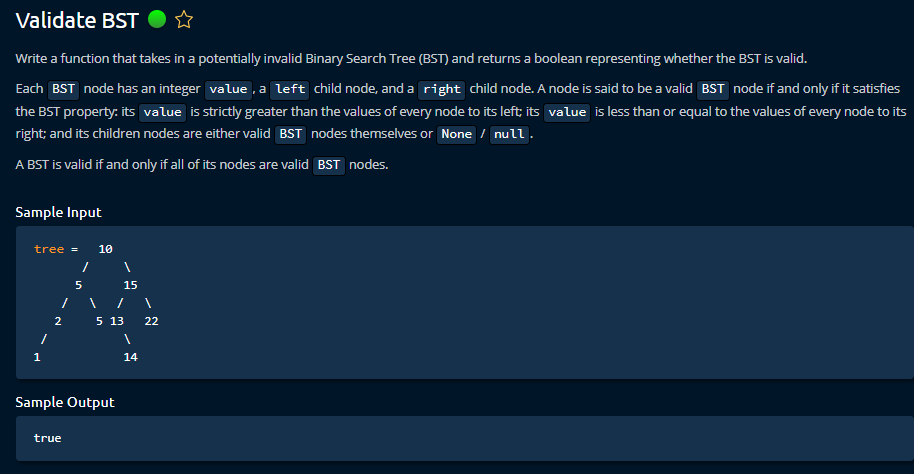 Validate BST
Write a function that takes in a potentially invalid Binary Search Tree (BST) and returns a boolean representing whether the BST is valid.
Each BST node has an integer value, a left child node, and a right child node. A node is said to be a valid BST node if and only if it satisfies
the BST property: its value is strictly greater than the values of every node to its left; its value is less than or equal to the values of every node to its
right; and its children nodes are either valid BST nodes themselves or None / null.
A BST is valid if and only if all of its nodes are valid BST nodes.
Sample Input
tree =   10
       /     \
      5      15
    /   \   /   \
   2     5 13   22
 /           \
1            14
Sample Output
true